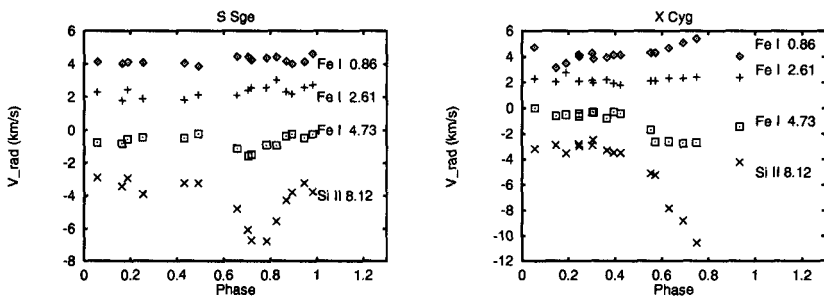 S Sge
V_rad (km/s)
6
4
2
0
-2
-4
-6
-8
Fe I 0.86
Fe I 2.61
Fe I 4.73
Si II 8.12
0
0.2
0.4
0.6
0.8
1
1.2
Phase
X Cyg
V_rad (km/s)
6
4
2
0
-2
-4
-6
-8
-10
-12
Fe I 0.86
Fe I 2.61
Fe I 4.73
Si II 8.12
0
0.2
0.4
0.6
0.8
1
1.2
Phase